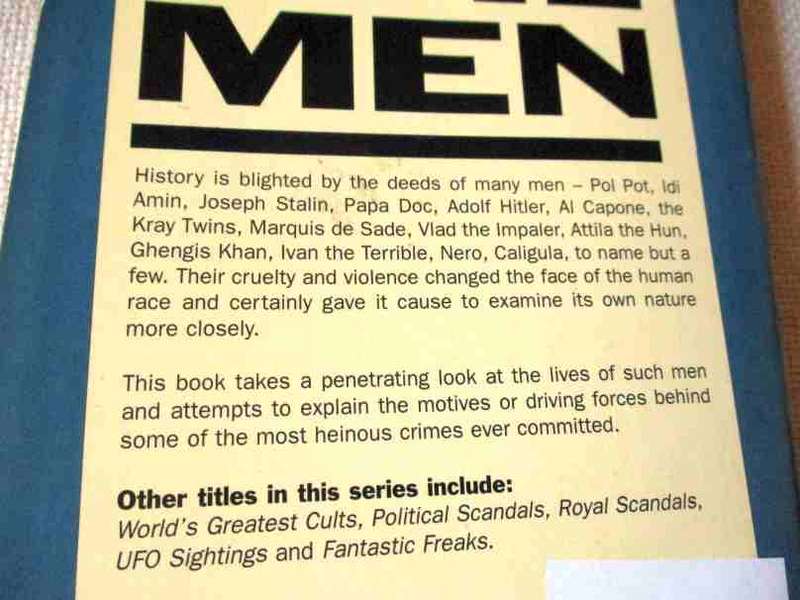 MEN
History is blighted by the deeds of many men – Pol Pot, Idi
Amin, Joseph Stalin, Papa Doc, Adolf Hitler, Al Capone, the
Kray Twins, Marquis de Sade, Vlad the Impaler, Attila the Hun,
Ghengis Khan, Ivan the Terrible, Nero, Caligula, to name but a
few. Their cruelty and violence changed the face of the human
race and certainly gave it cause to examine its own nature
more closely.
This book takes a penetrating look at the lives of such men
and attempts to explain the motives or driving forces behind
some of the most heinous crimes ever committed.
Other titles in this series include:
World's Greatest Cults, Political Scandals, Royal Scandals,
UFO Sightings and Fantastic Freaks.